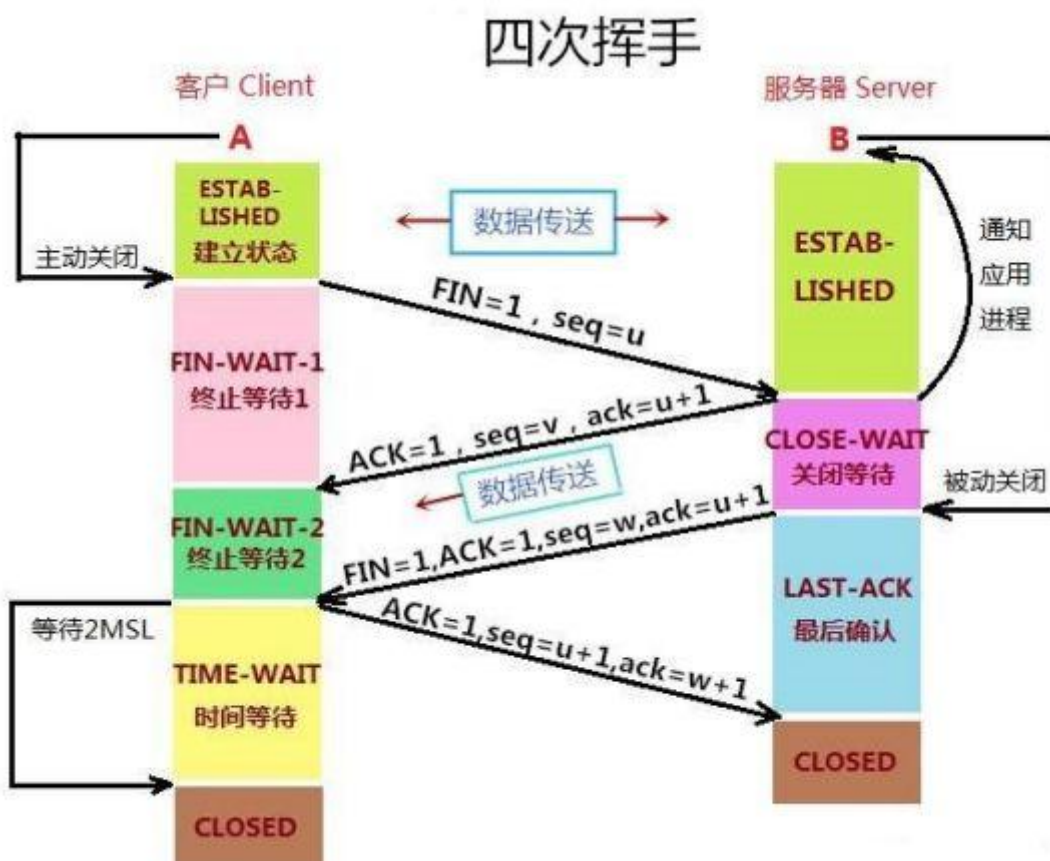 四次挥手
客户 Client
服务器 Server
A
B
ESTAB-
LISHED
建立状态
数据传送
ESTAB-
LISHED
通知
应用
进程
主动关闭
FIN=1，seq=u
FIN-WAIT-1
终止等待1
ACK=1，seq=v，ack=u+1
CLOSE-WAIT
关闭等待
数据传送
被动关闭
FIN-WAIT-2
终止等待2
FIN=1,ACK=1,seq=w,ack=u+1
LAST-ACK
最后确认
等待2MSL
ACK=1,seq=u+1,ack=w+1
TIME-WAIT
时间等待
CLOSED
CLOSED